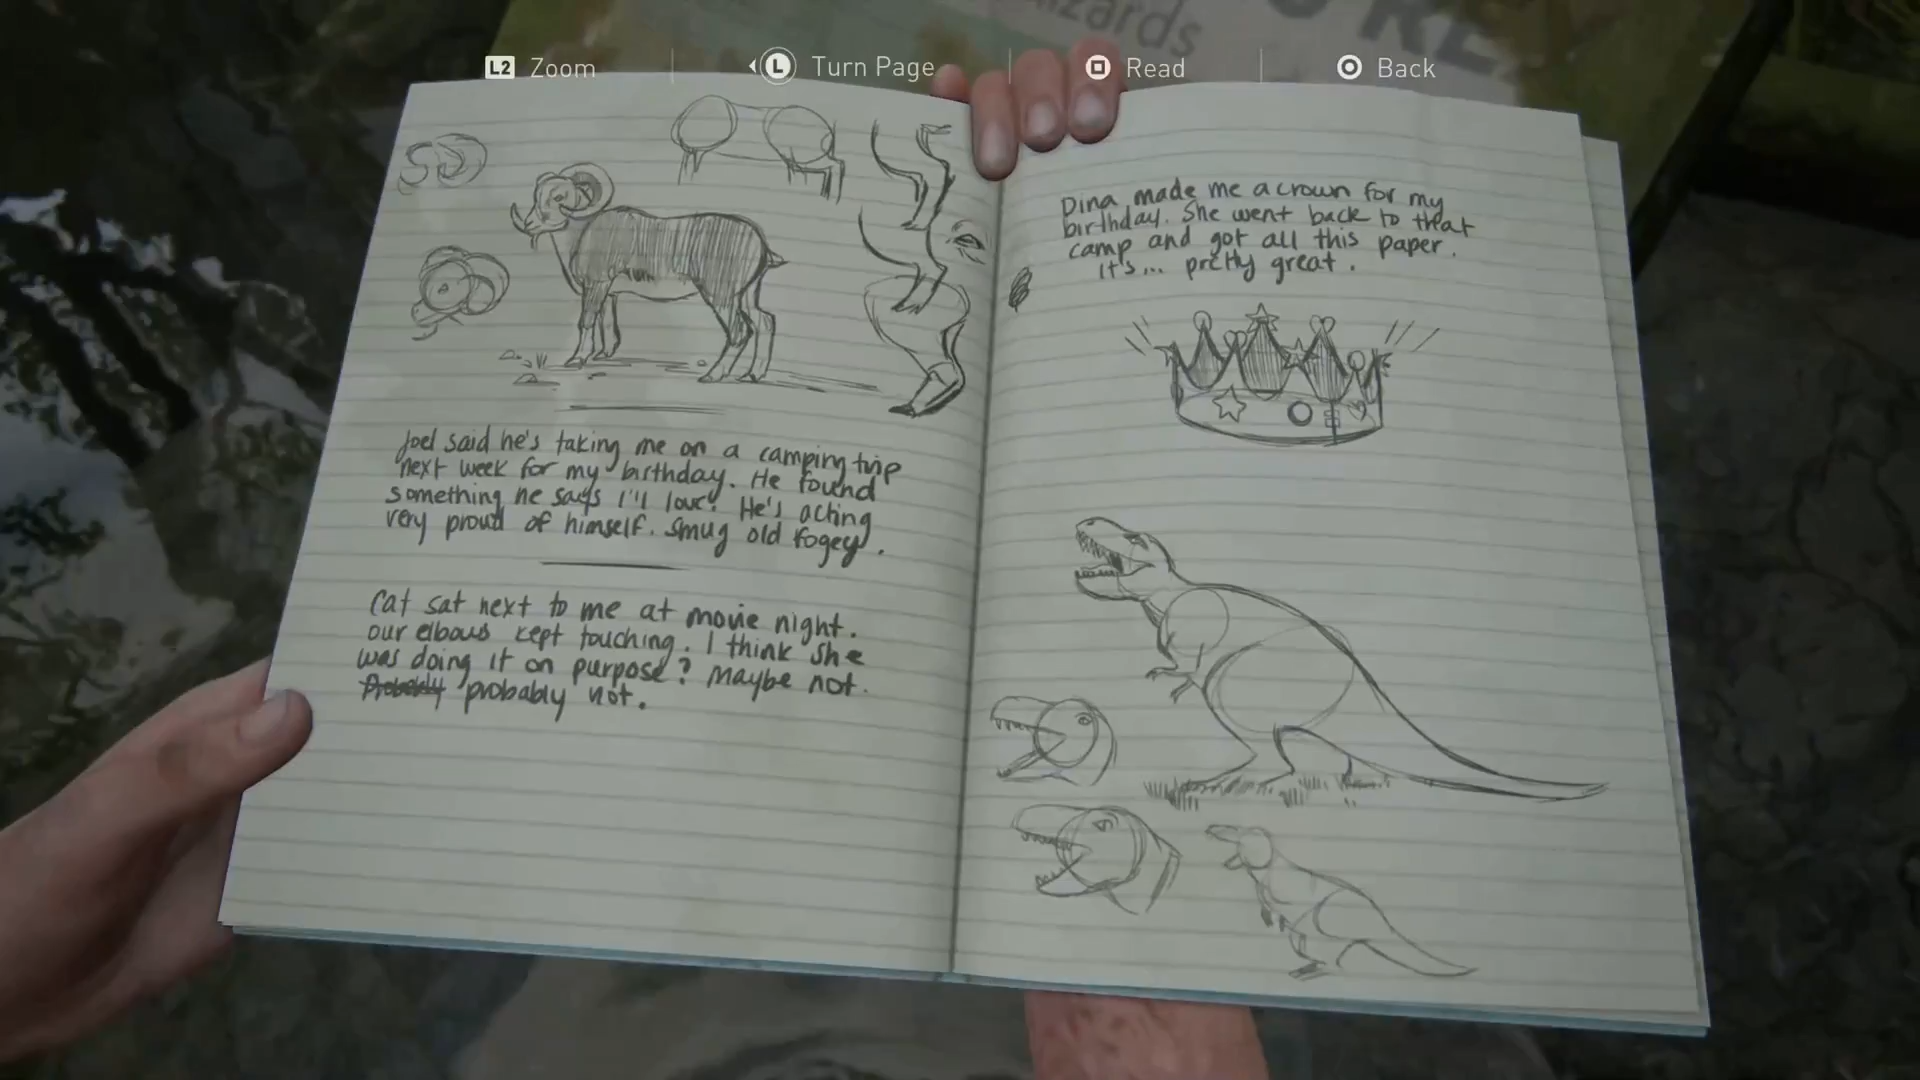 izards
L2 Zoom
L Turn Page
Read
Back
Joel said he's taking me on a camping trip
next week for my birthday. He found
something he says I'll love. He's acting
very proud of himself. Smug old fogey.
Cat sat next to me at movie night.
our elbows kept touching. I think she
was doing it on purpose? Maybe not.
Probably probably not.
Dina made me a crown for my
birthday. She went back to that
camp and got all this paper.
It's... pretty great.